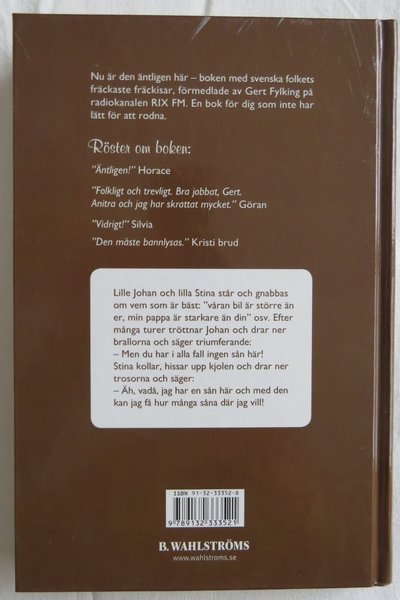 Nu är den äntligen här – boken med svenska folkets
fräckaste fräckisar, förmedlade av Gert Fylking på
radiokanalen RIX FM. En bok för dig som inte har
lätt för att rodna.
Röster om boken:
"Äntligen!" Horace
"Folkligt och trevligt. Bra jobbat, Gert.
Anitra och jag har skrattat mycket." Göran
"Vidrigt!" Silvia
"Den måste bannlysas." Kristi brud
Lille Johan och lilla Stina står och gnabbas
om vem som är bäst: "våran bil är större än
er, min pappa är starkare än din" osv. Efter
många turer tröttnar Johan och drar ner
brallorna och säger triumferande:
– Men du har i alla fall ingen sån här!
Stina kollar, hissar upp kjolen och drar ner
trosorna och säger:
– Äh, vadå, jag har en sån här och med den
kan jag få hur många såna där jag vill!
ISBN 91-32-33352-8
9 789132 333521
B. WAHLSTRÖMS
www.wahlstroms.se